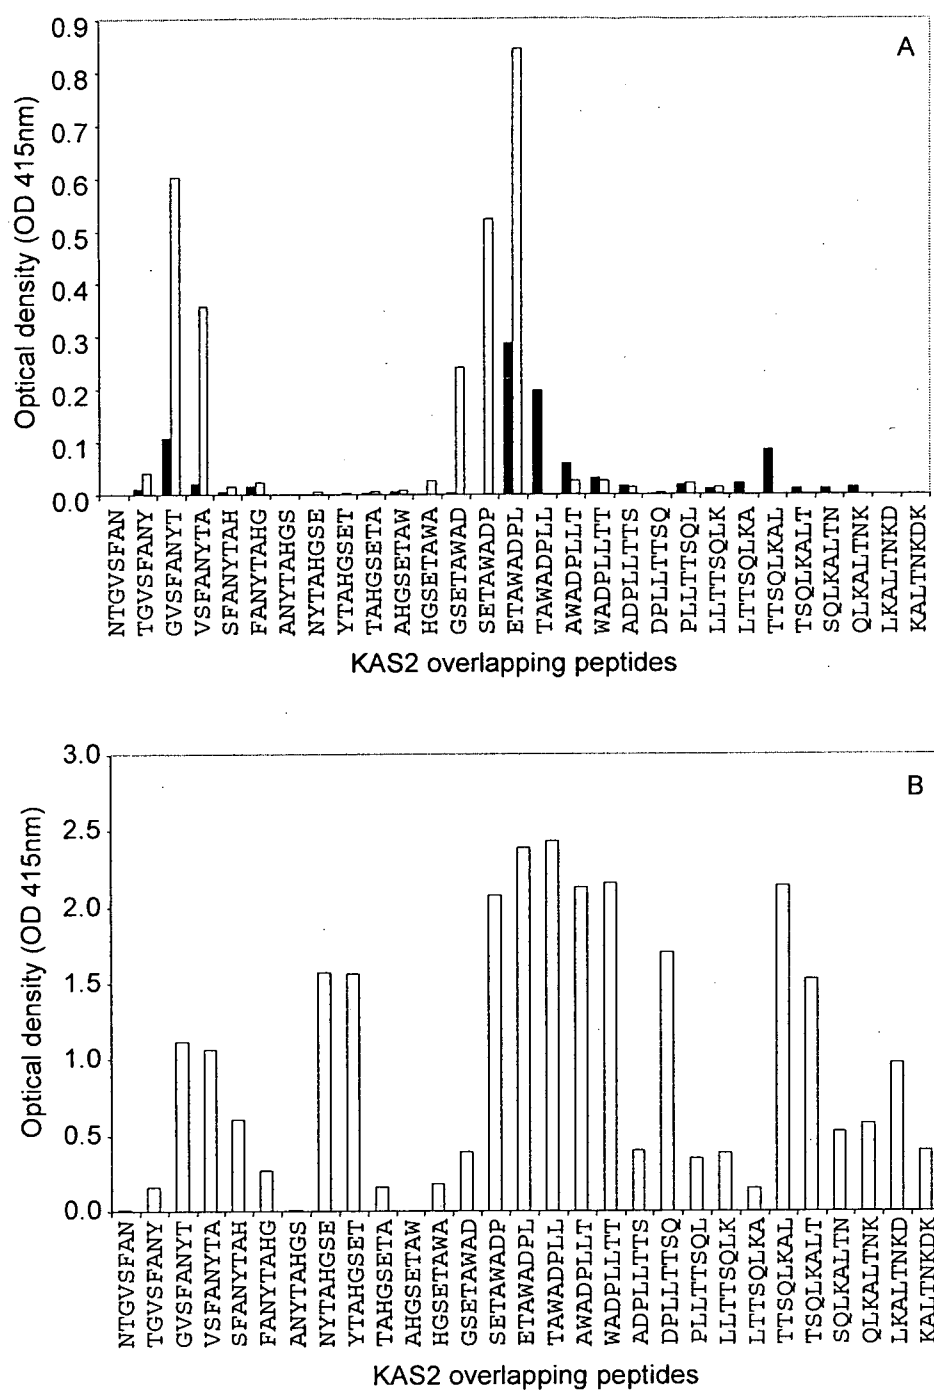 A
Optical density (OD 415nm)
0.9
0.8
0.7
0.6
0.5
0.4
0.3
0.2
0.1
0.0
NTGVSFAN
TGVSFANY
GVSFANYT
VSFANYTA
SFANYTAH
FANYTAHG
ANYTAHGS
NYTAHGSE
YTAHGSET
TAHGSETA
AHGSETAW
HGSETAWA
GSETAWAD
SETAWADP
ETAWADPL
TAWADPLL
AWADPLLT
WADPLLTT
ADPLLTTS
DPLLTTSQ
PLLTTSQL
LLTTSQLK
LTTSQLKA
TTSQLKAL
TSQLKALT
SQLKALTN
QLKALTNK
LKALTNKD
KALTNKDK
KAS2 overlapping peptides
B
Optical density (OD 415nm)
3.0
2.5
2.0
1.5
1.0
0.5
0.0
NTGVSFAN
TGVSFANY
GVSFANYT
VSFANYTA
SFANYTAH
FANYTAHG
ANYTAHGS
NYTAHGSE
YTAHGSET
TAHGSETA
AHGSETAW
HGSETAWA
GSETAWAD
SETAWADP
ETAWADPL
TAWADPLL
AWADPLLT
WADPLLTT
ADPLLTTS
DPLLTTSQ
PLLTTSQL
LLTTSQLK
LTTSQLKA
TTSQLKAL
TSQLKALT
SQLKALTN
QLKALTNK
LKALTNKD
KALTNKDK
KAS2 overlapping peptides